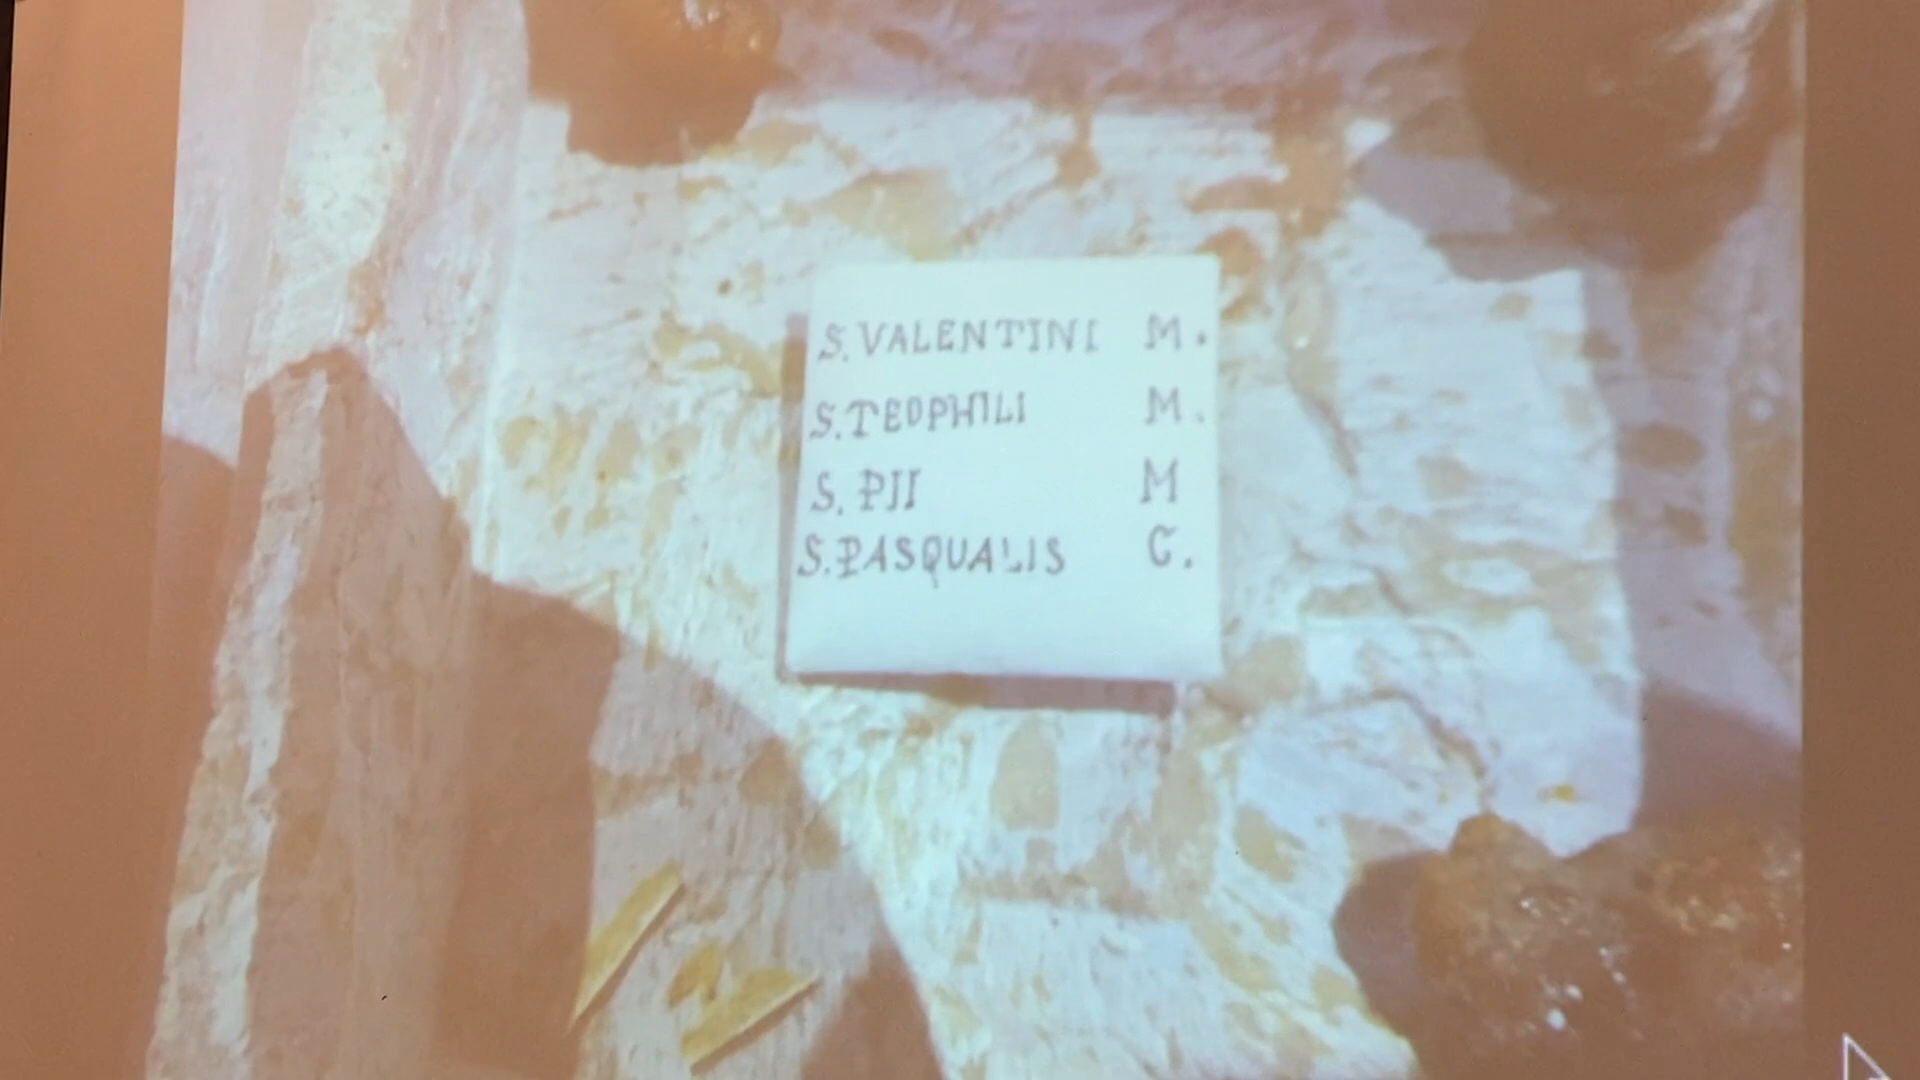 S. VALENTINI M.
S. TEOPHILI M.
S. PII M
S. PASQUALIS C.